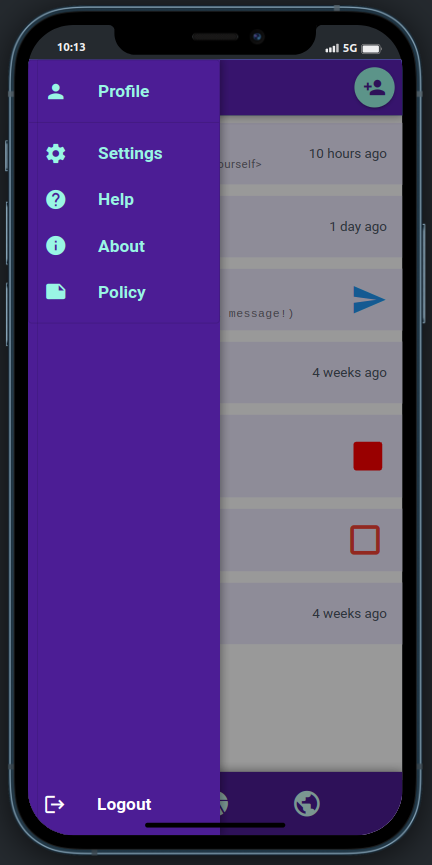 10:13
5G
Profile
Settings
10 hours ago
ourself>
Help
1 day ago
About
Policy
message!)
4 weeks ago
4 weeks ago
Logout